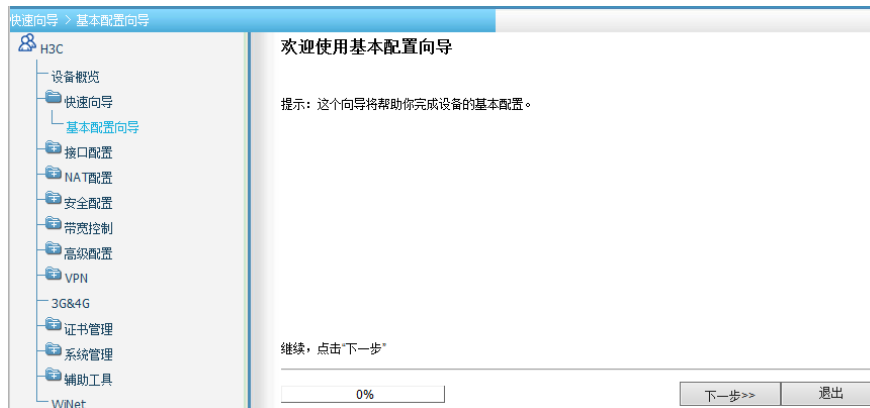 快速向导 > 基本配置向导
H3C
设备概览
快速向导
基本配置向导
接口配置
NAT配置
安全配置
带宽控制
高级配置
VPN
3G&4G
证书管理
系统管理
辅助工具
WiNet
欢迎使用基本配置向导
提示：这个向导将帮助你完成设备的基本配置。
继续，点击“下一步”
0%
下一步>>
退出